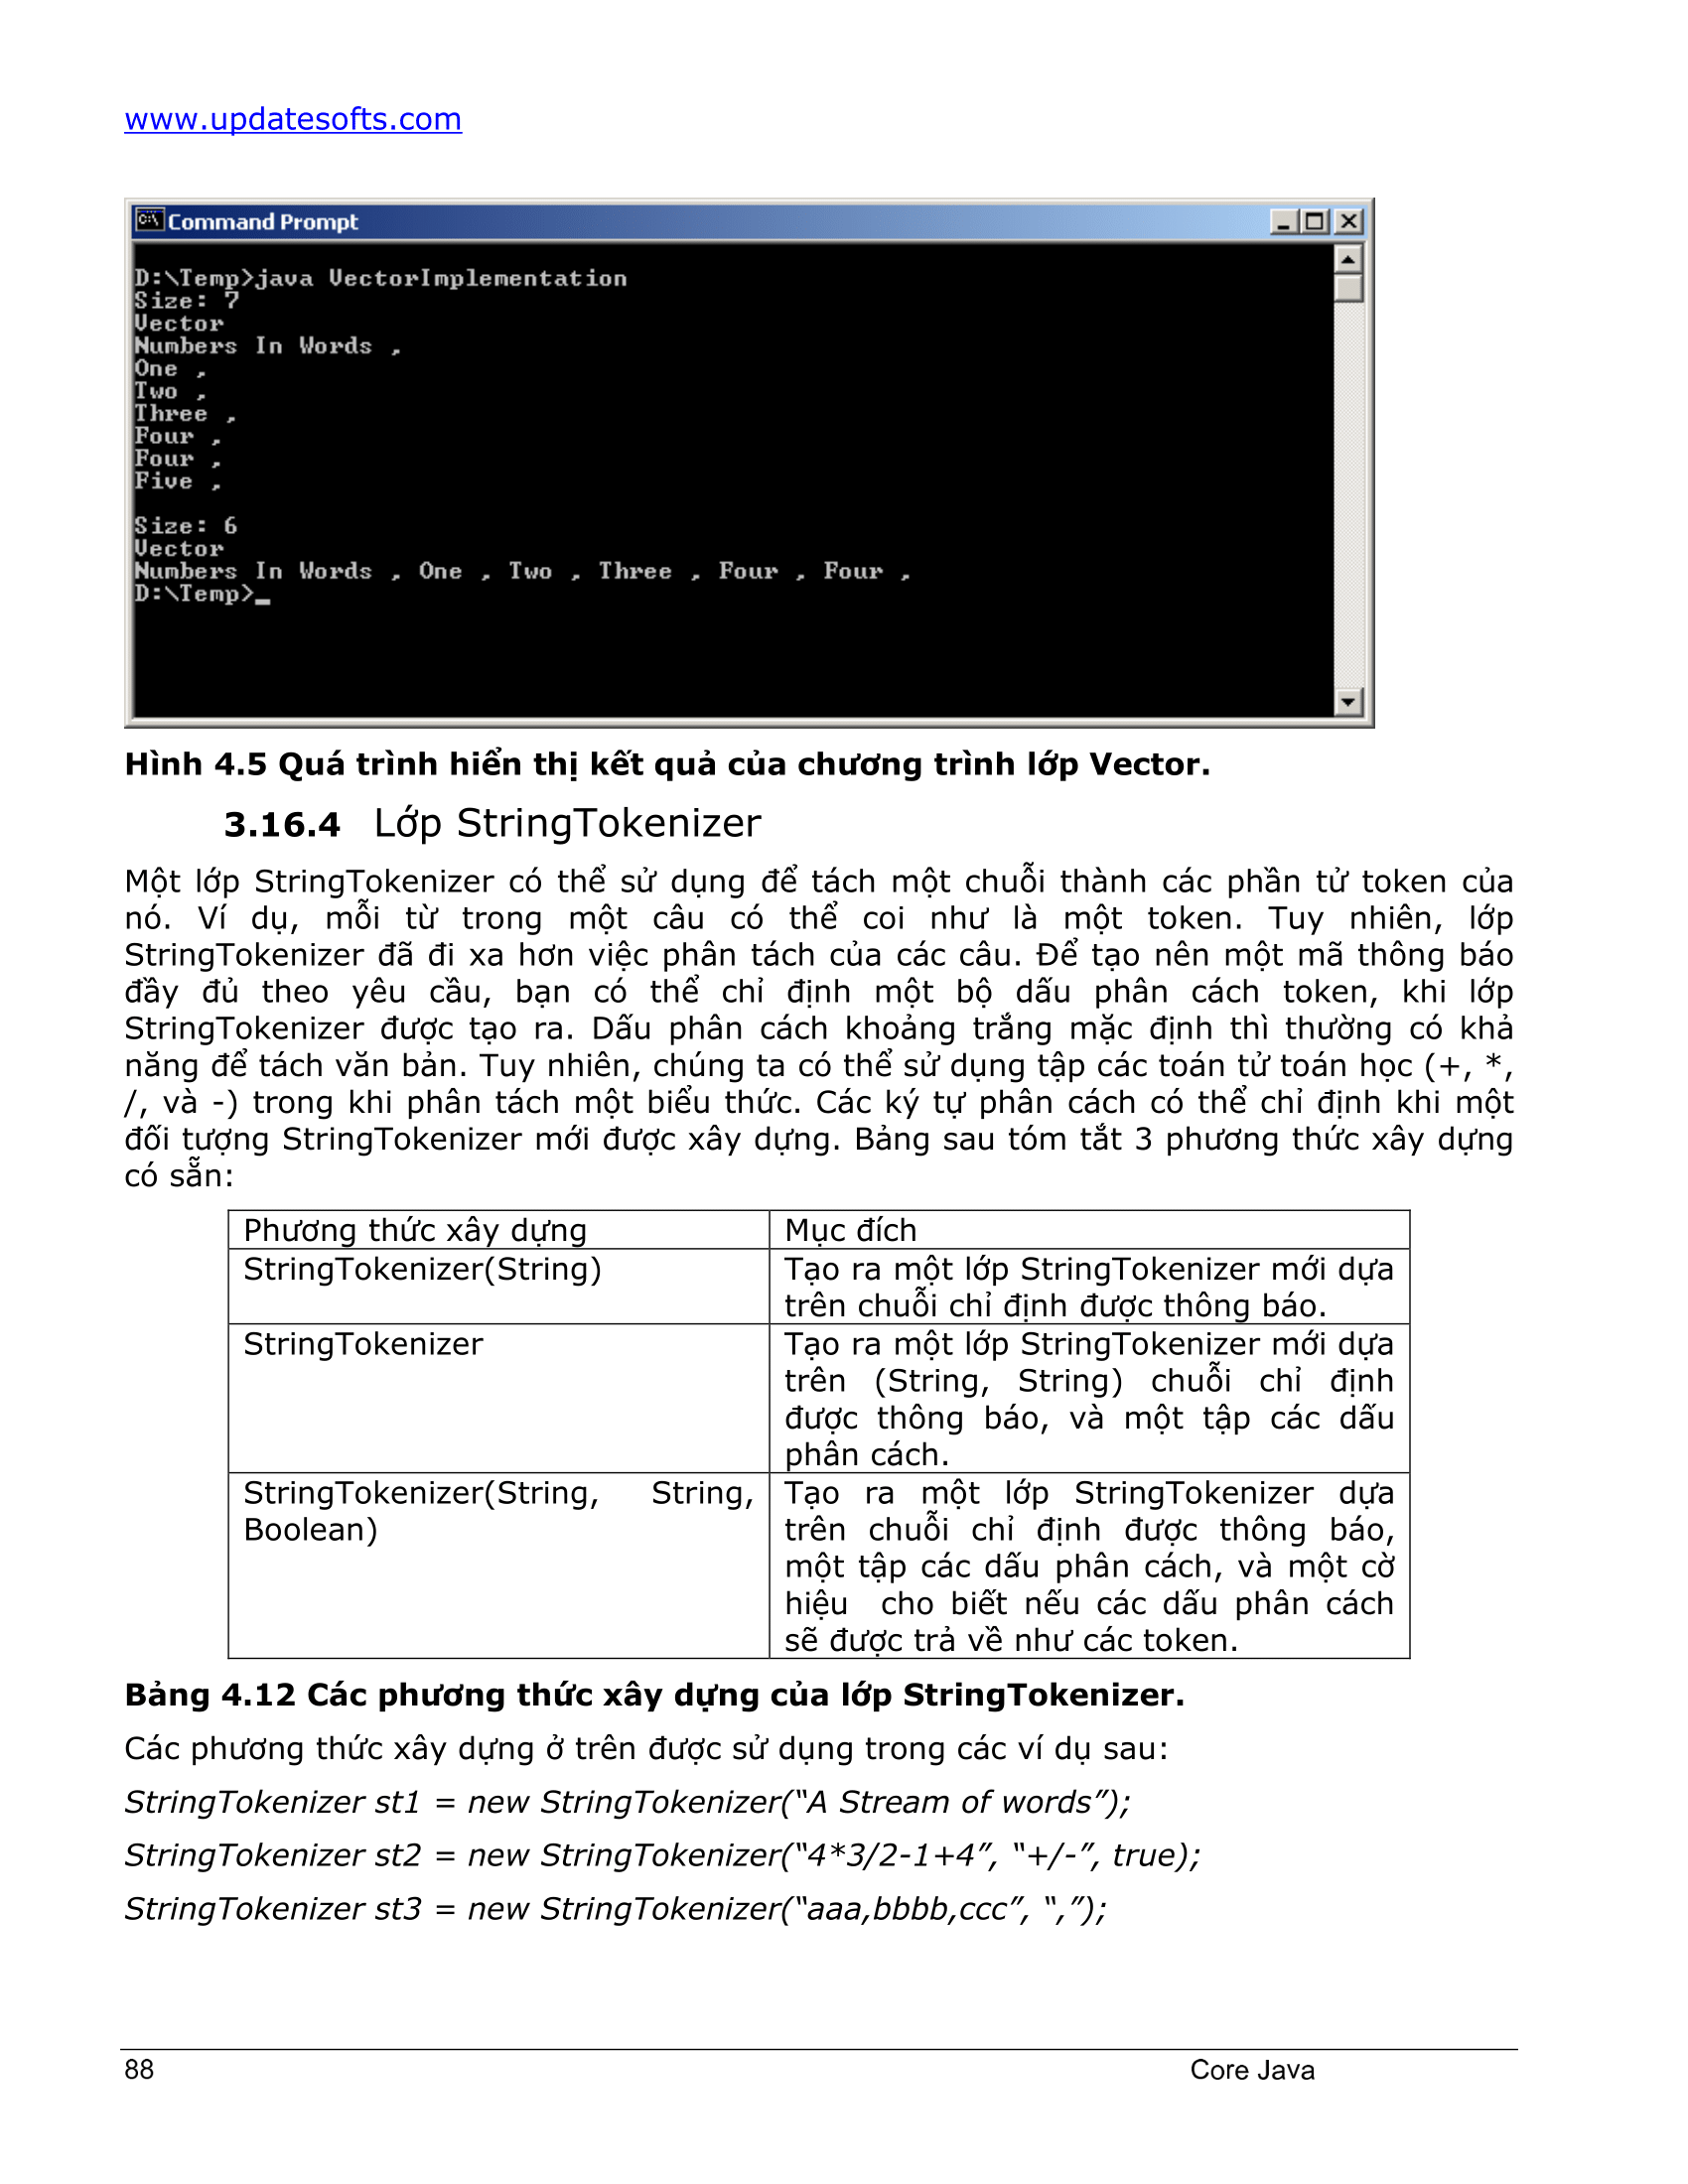 www.updatesofts.com
Command Prompt
D:\Temp>java VectorImplementation
Size: 7
Vector
Numbers In Words ,
One ,
Two ,
Three ,
Four ,
Four ,
Five ,
Size: 6
Vector
Numbers In Words , One , Two , Three , Four , Four ,
D:\Temp>_
Hình 4.5 Quá trình hiển thị kết quả của chương trình lớp Vector.
3.16.4 Lớp StringTokenizer
Một lớp StringTokenizer có thể sử dụng để tách một chuỗi thành các phần tử token của
nó. Ví dụ, mỗi từ trong một câu có thể coi như là một token. Tuy nhiên, lớp
StringTokenizer đã đi xa hơn việc phân tách của các câu. Để tạo nên một mã thông báo
đầy đủ theo yêu cầu, bạn có thể chỉ định một bộ dấu phân cách token, khi lớp
StringTokenizer được tạo ra. Dấu phân cách khoảng trắng mặc định thì thường có khả
năng để tách văn bản. Tuy nhiên, chúng ta có thể sử dụng tập các toán tử toán học (+, *,
/, và -) trong khi phân tách một biểu thức. Các ký tự phân cách có thể chỉ định khi một
đối tượng StringTokenizer mới được xây dựng. Bảng sau tóm tắt 3 phương thức xây dựng
có sẵn:
Phương thức xây dựng Mục đích
StringTokenizer(String) Tạo ra một lớp StringTokenizer mới dựa
trên chuỗi chỉ định được thông báo.
StringTokenizer Tạo ra một lớp StringTokenizer mới dựa
trên (String, String) chuỗi chỉ định
được thông báo, và một tập các dấu
phân cách.
StringTokenizer(String, String, Tạo ra một lớp StringTokenizer dựa
Boolean) trên chuỗi chỉ định được thông báo,
một tập các dấu phân cách, và một cờ
hiệu cho biết nếu các dấu phân cách
sẽ được trả về như các token.
Bảng 4.12 Các phương thức xây dựng của lớp StringTokenizer.
Các phương thức xây dựng ở trên được sử dụng trong các ví dụ sau:
StringTokenizer st1 = new StringTokenizer(“A Stream of words”);
StringTokenizer st2 = new StringTokenizer(“4*3/2-1+4”, “+/-”, true);
StringTokenizer st3 = new StringTokenizer(“aaa,bbbb,ccc”, “,”);
88 Core Java